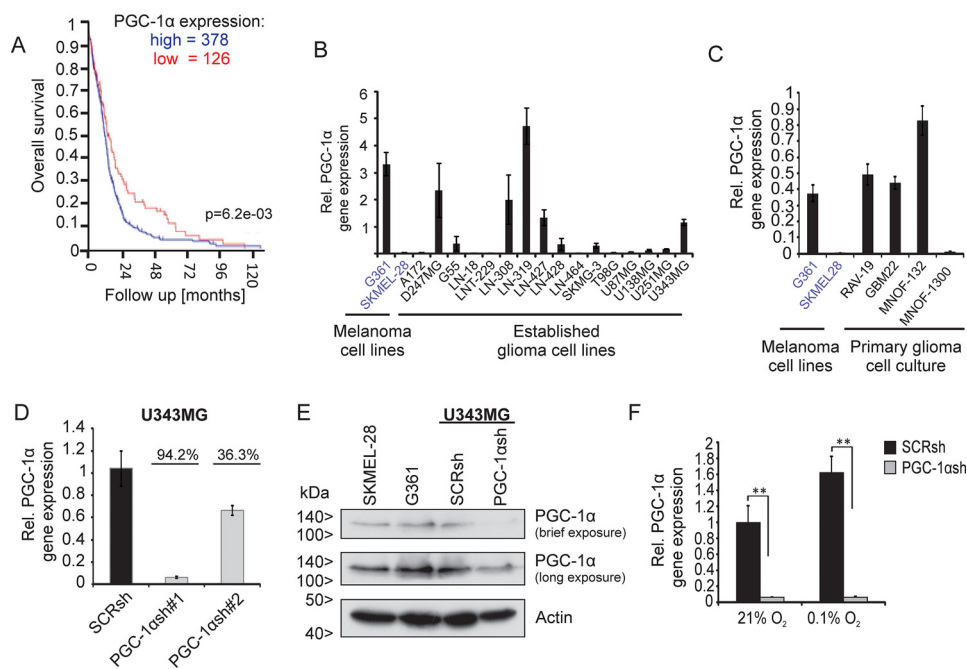 A
PGC-1α expression:
high = 378
low = 126
Overall survival
1
0.9
0.8
0.7
0.6
0.5
0.4
0.3
0.2
0.1
0
p=6.2e-03
0 24 48 72 96 120
Follow up [months]
B
Rel. PGC-1α
gene expression
6
5
4
3
2
1
0
G361
SKMEL-28
A172
D247MG
G55
LN-18
LNT-229
LN-308
LN-319
LN-427
LN-428
LN-464
SKMG-3
T98G
U87MG
U138MG
U251MG
U343MG
Melanoma
cell lines
Established
glioma cell lines
C
Rel. PGC-1α
gene expression
1
0.9
0.8
0.7
0.6
0.5
0.4
0.3
0.2
0.1
0
G361
SKMEL28
RAV-19
GBM22
MNOF-132
MNOF-1300
Melanoma
cell lines
Primary glioma
cell culture
D
U343MG
Rel. PGC-1α
gene expression
1.4
1.2
1
0.8
0.6
0.4
0.2
0
94.2% 36.3%
SCRsh
PGC-1αsh#1
PGC-1αsh#2
E
U343MG
SKMEL-28
G361
SCRsh
PGC-1αsh
kDa
140>
100>
PGC-1α
(brief exposure)
140>
100>
PGC-1α
(long exposure)
50>
40>
Actin
F
SCRsh
PGC-1αsh
Rel. PGC-1α
gene expression
2
1.8
1.6
1.4
1.2
1
0.8
0.6
0.4
0.2
0
**
**
21% O₂ 0.1% O₂